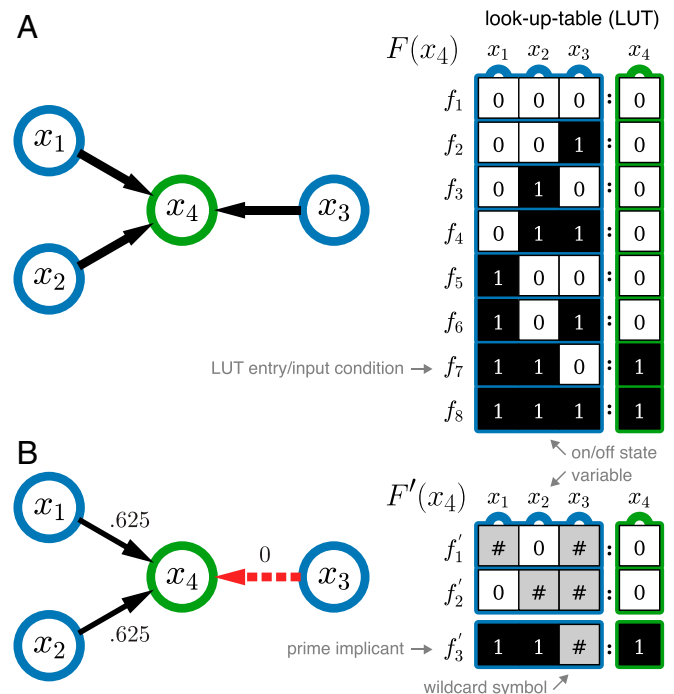 A
look-up-table (LUT)
F(x₄) x₁ x₂ x₃ x₄
f₁ 0 0 0 : 0
f₂ 0 0 1 : 0
f₃ 0 1 0 : 0
f₄ 0 1 1 : 0
f₅ 1 0 0 : 0
f₆ 1 0 1 : 0
LUT entry/input condition → f₇ 1 1 0 : 1
f₈ 1 1 1 : 1
x₁
x₄ x₃
x₂
on/off state
variable
B
F′(x₄) x₁ x₂ x₃ x₄
f′₁ # 0 # : 0
f′₂ 0 # # : 0
prime implicant → f′₃ 1 1 # : 1
wildcard symbol
x₁
.625
0
x₄ x₃
.625
x₂